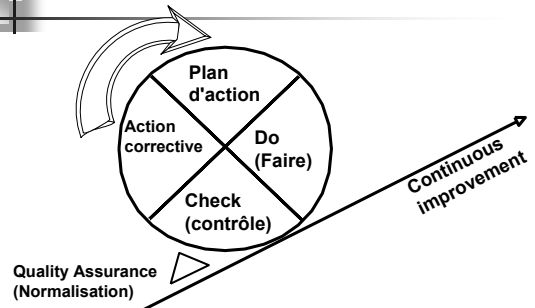 Plan
d'action
Action
corrective
Do
(Faire)
Check
(contrôle)
Continuous
improvement
Quality Assurance
(Normalisation)